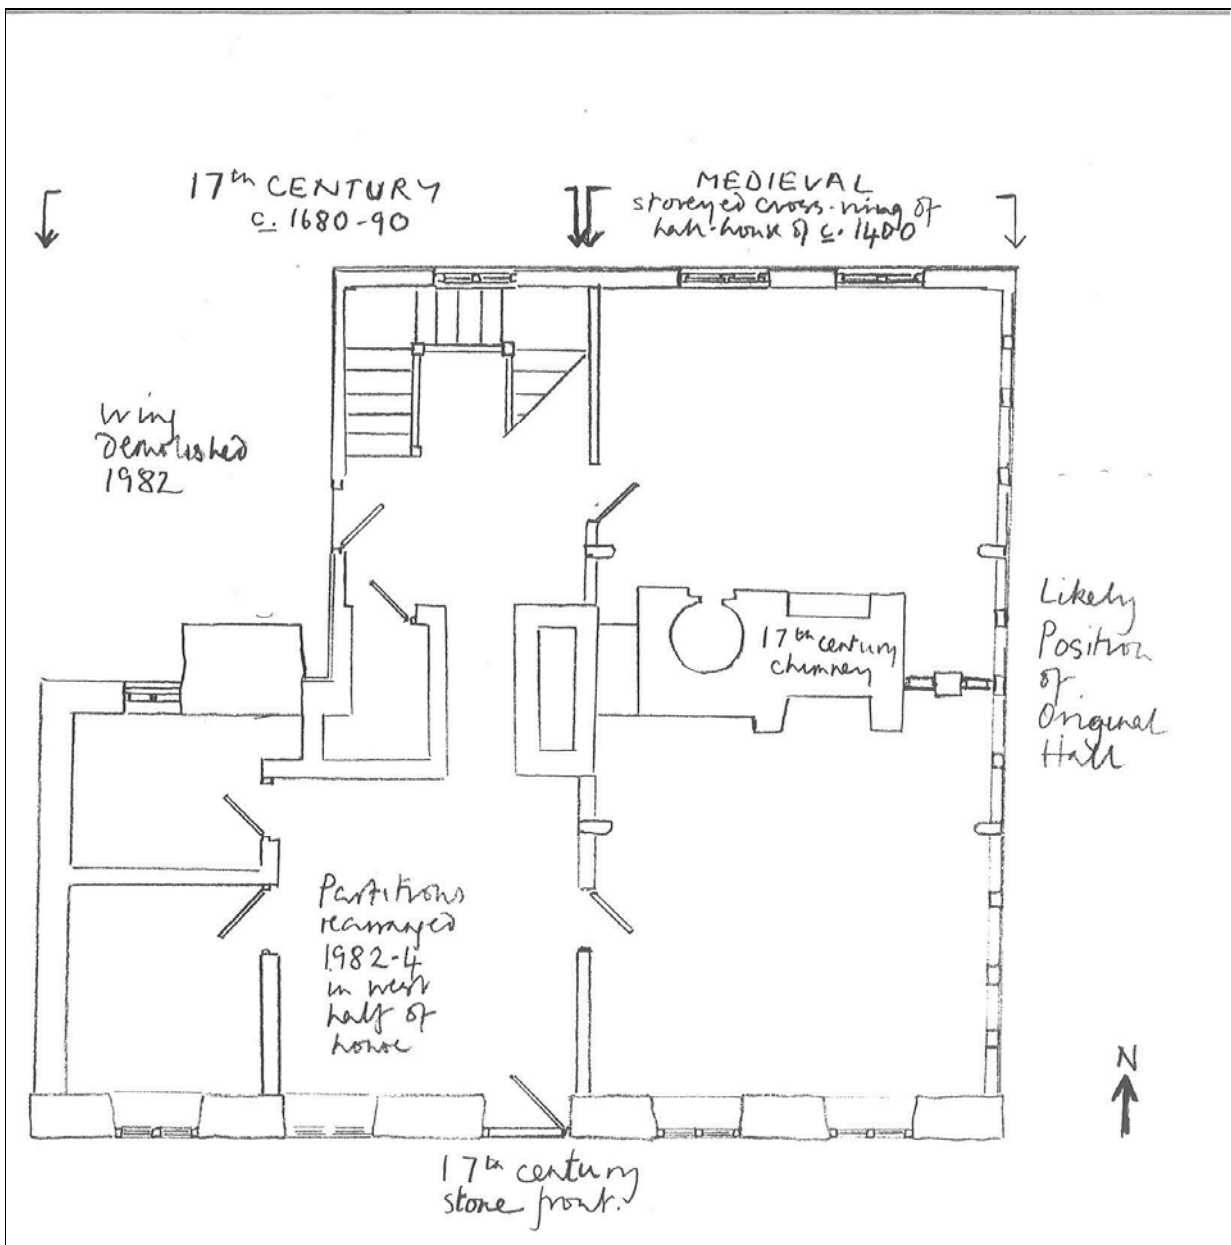 17th CENTURY
c. 1680-90
MEDIEVAL
storeyed cross-wing of
hall-house of c. 1400
Wing
Demolished
1982
17th century
chimney
Likely
Position
of
Original
Hall
Partitions
rearranged
1982-4
in west
half of
house
N
17th century
stone front.